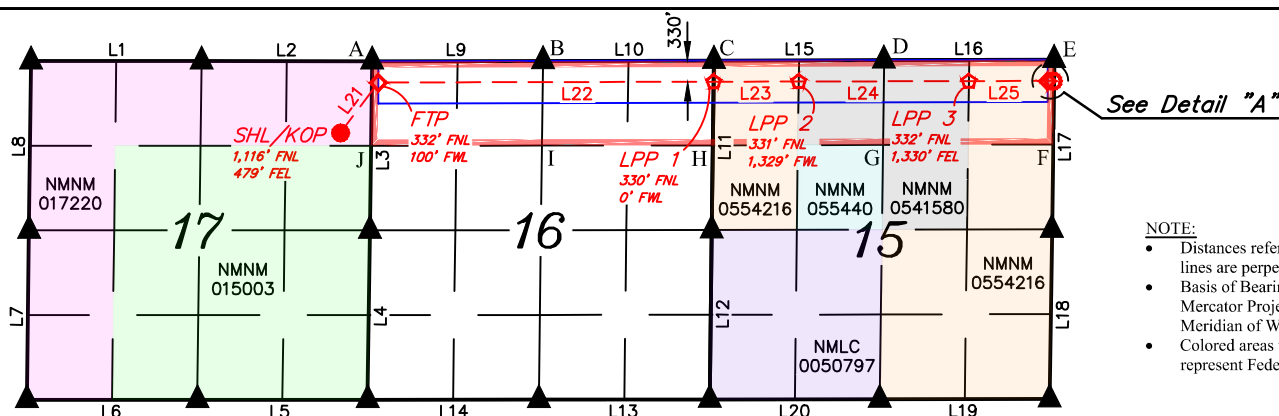 L1
L2
A
L9
B
L10
330'
C
L15
D
L16
E
L21
L22
L23
L24
L25
See Detail "A"
FTP
332' FNL
100' FWL
SHL/KOP
1,116' FNL
479' FEL
LPP 2
331' FNL
1,329' FWL
LPP 3
332' FNL
1,330' FEL
L8
J
L3
I
LPP 1
330' FNL
0' FWL
H
L11
G
F
L17
NMNM
017220
17
16
NMNM
0554216
NMNM
055440
NMNM
0541580
15
NMNM
015003
NMNM
0554216
L7
L4
L12
L18
NMLC
0050797
L6
L5
L14
L13
L20
L19
NOTE:
• Distances refer
lines are perpe
• Basis of Bearin
Mercator Proje
Meridian of W
• Colored areas
represent Fede